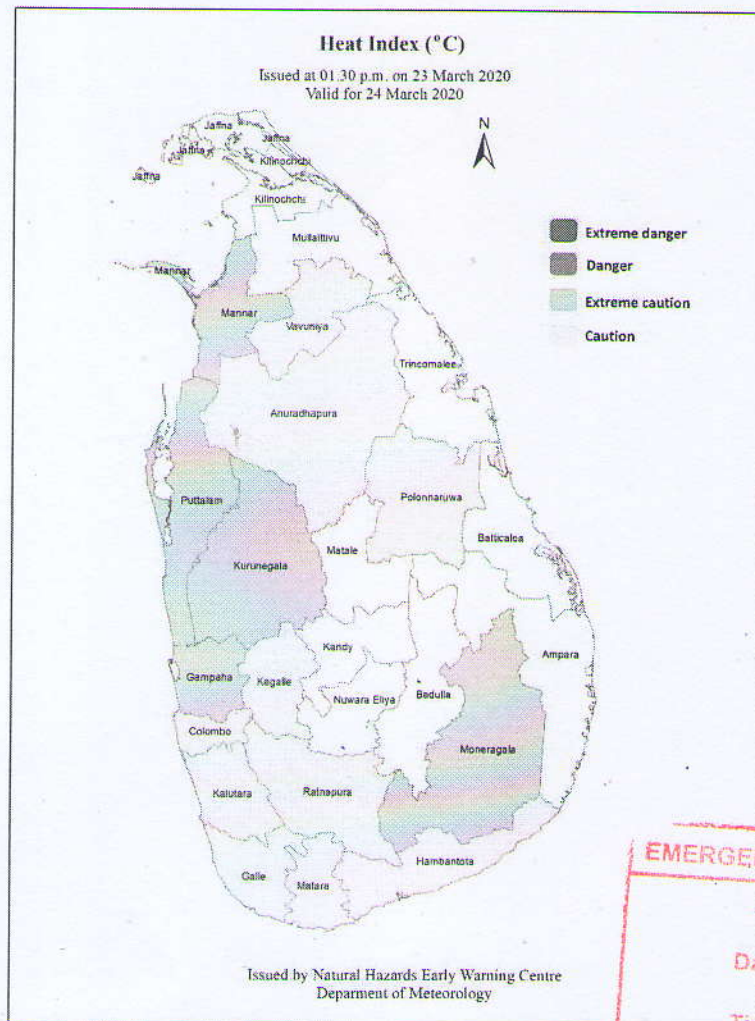 Heat Index (°C)
Issued at 01.30 p.m. on 23 March 2020
Valid for 24 March 2020
N
Jaffna
Jaffna
Jaffna
Kilinochchi
Jaffna
Kilinochchi
Mullaittivu
Extreme danger
Danger
Extreme caution
Caution
Mannar
Mannar
Vavuniya
Trincomalee
Anuradhapura
Puttalam
Polonnaruwa
Batticaloa
Matale
Kurunegala
Kandy
Ampara
Gampaha
Kegalle
Nuwara Eliya
Badulla
Colombo
Moneragala
Kalutara
Ratnapura
Hambantota
Galle
Matara
EMERGE
Da
Issued by Natural Hazards Early Warning Centre
Deparment of Meteorology